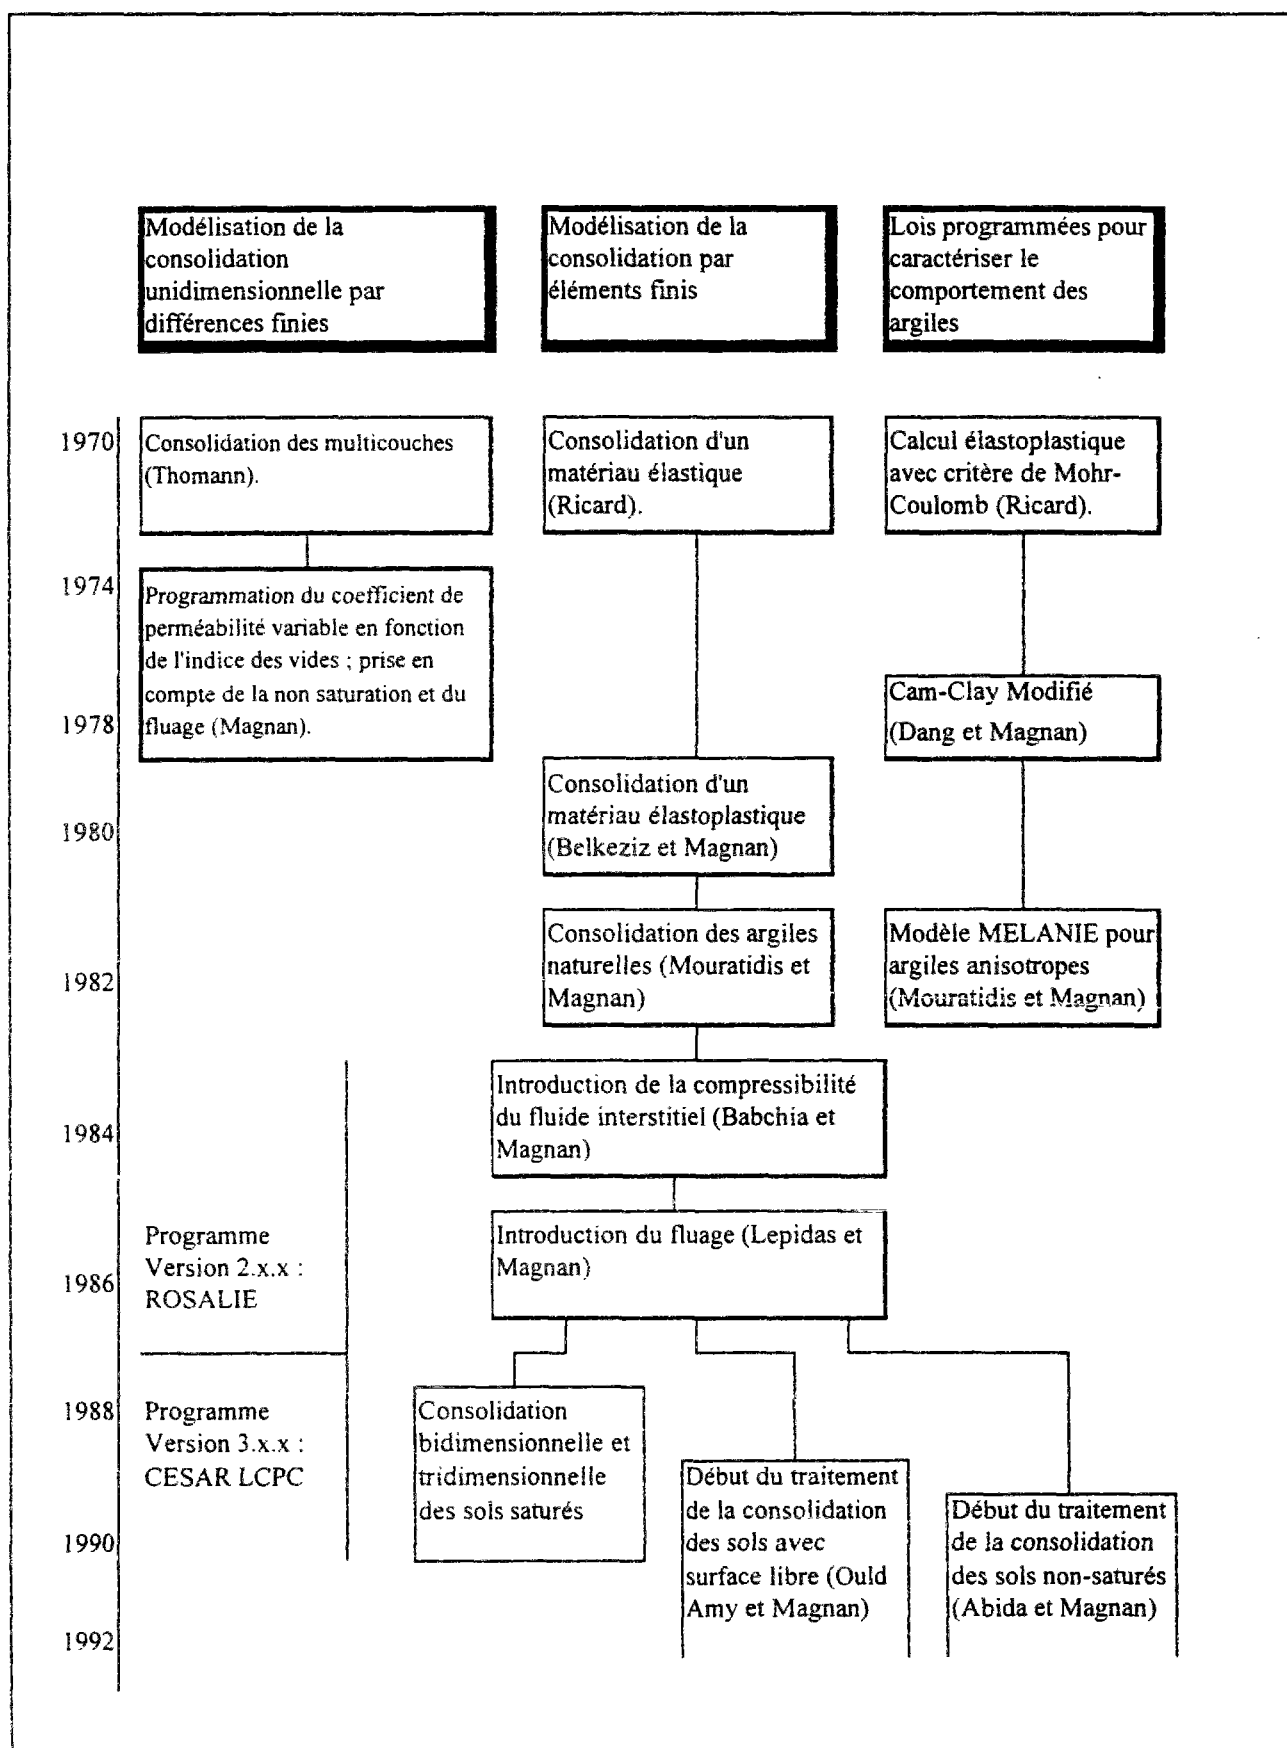 Modélisation de la
consolidation
unidimensionnelle par
différences finies
Modélisation de la
consolidation par
éléments finis
Lois programmées pour
caractériser le
comportement des
argiles
1970
Consolidation des multicouches
(Thomann).
Consolidation d'un
matériau élastique
(Ricard).
Calcul élastoplastique
avec critère de Mohr-
Coulomb (Ricard).
1974
Programmation du coefficient de
perméabilité variable en fonction
de l'indice des vides ; prise en
compte de la non saturation et du
fluage (Magnan).
1978
Cam-Clay Modifié
(Dang et Magnan)
Consolidation d'un
matériau élastoplastique
(Belkeziz et Magnan)
1980
Consolidation des argiles
naturelles (Mouratidis et
Magnan)
Modèle MELANIE pour
argiles anisotropes
(Mouratidis et Magnan)
1982
Introduction de la compressibilité
du fluide interstitiel (Babchia et
Magnan)
1984
Introduction du fluage (Lepidas et
Magnan)
Programme
Version 2.x.x :
ROSALIE
1986
1988
Programme
Version 3.x.x :
CESAR LCPC
Consolidation
bidimensionnelle et
tridimensionnelle
des sols saturés
Début du traitement
de la consolidation
des sols avec
surface libre (Ould
Amy et Magnan)
Début du traitement
de la consolidation
des sols non-saturés
(Abida et Magnan)
1990
1992